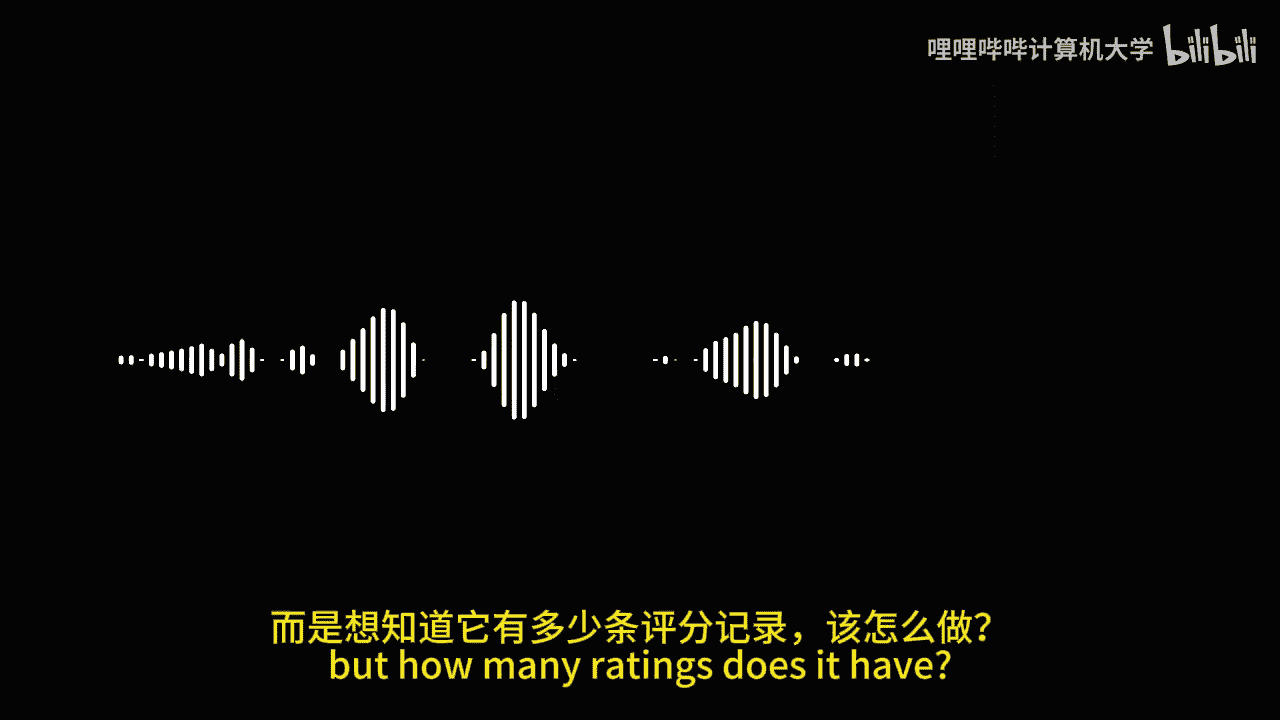 哩哩哔哔计算机大学 bilibili
而是想知道它有多少条评分记录，该怎么做？
but how many ratings does it have?